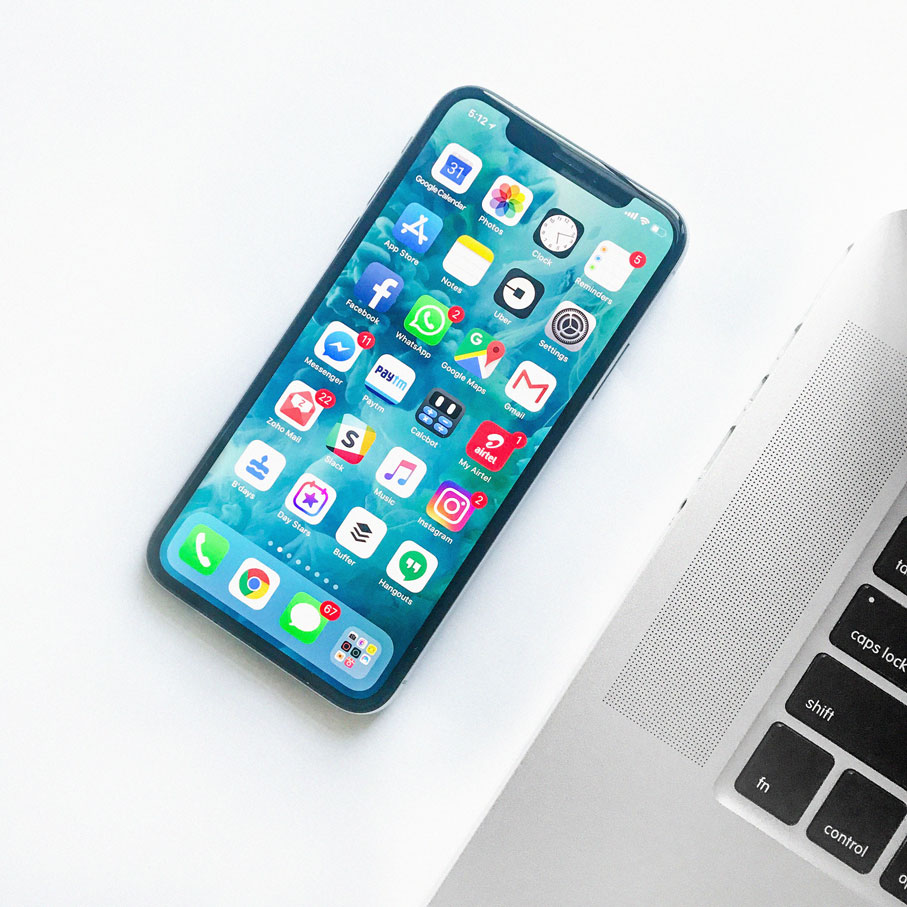 5:12
31
Google Calendar
Photos
Clock
5
Reminders
App Store
Notes
Uber
Settings
Facebook
2
WhatsApp
G
Google Maps
Gmail
11
Messenger
Paytm
Paytm
Calcbot
1
airtel
My Airtel
22
Zoho Mail
S
Slack
Music
2
Instagram
B'days
Day Stars
Buffer
Hangouts
67
caps lock
shift
fn
control